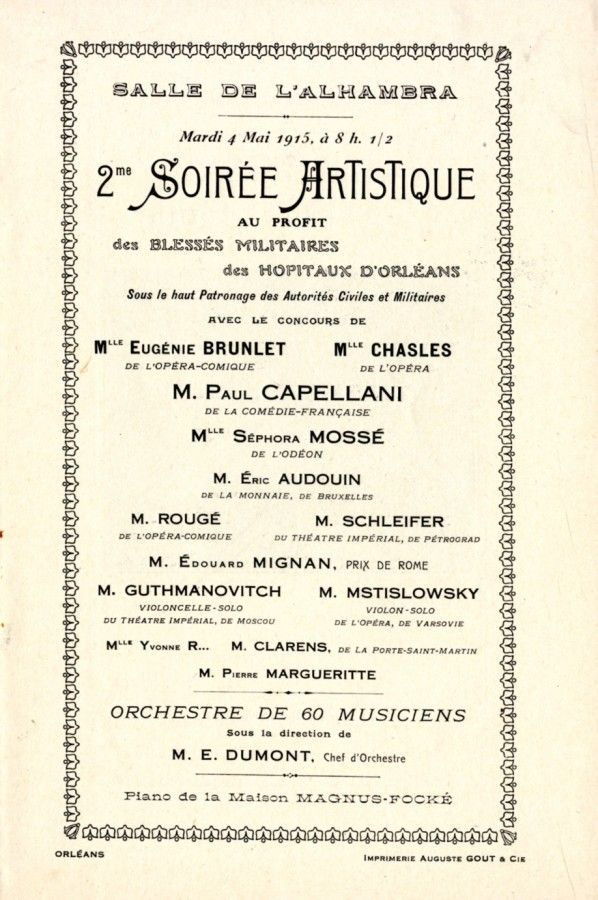 SALLE DE L'ALHAMBRA
Mardi 4 Mai 1915, à 8 h. 1/2
2me SOIRÉE ARTISTIQUE
AU PROFIT
des BLESSÉS MILITAIRES
des HOPITAUX D'ORLÉANS
Sous le haut Patronage des Autorités Civiles et Militaires
AVEC LE CONCOURS DE
MLLE EUGÉNIE BRUNLET MLLE CHASLES
DE L'OPÉRA-COMIQUE DE L'OPÉRA
M. PAUL CAPELLANI
DE LA COMÉDIE-FRANÇAISE
MLLE SÉPHORA MOSSÉ
DE L'ODÉON
M. ÉRIC AUDOUIN
DE LA MONNAIE, DE BRUXELLES
M. ROUGÉ M. SCHLEIFER
DE L'OPÉRA-COMIQUE DU THÉATRE IMPÉRIAL, DE PÉTROGRAD
M. ÉDOUARD MIGNAN, PRIX DE ROME
M. GUTHMANOVITCH M. MSTISLOWSKY
VIOLONCELLE-SOLO VIOLON-SOLO
DU THÉATRE IMPÉRIAL, DE MOSCOU DE L'OPÉRA, DE VARSOVIE
MLLE YVONNE R... M. CLARENS, DE LA PORTE-SAINT-MARTIN
M. PIERRE MARGUERITTE
ORCHESTRE DE 60 MUSICIENS
Sous la direction de
M. E. DUMONT, Chef d'Orchestre
Piano de la Maison MAGNUS-FOCKÉ
ORLÉANS IMPRIMERIE AUGUSTE GOUT & CIE